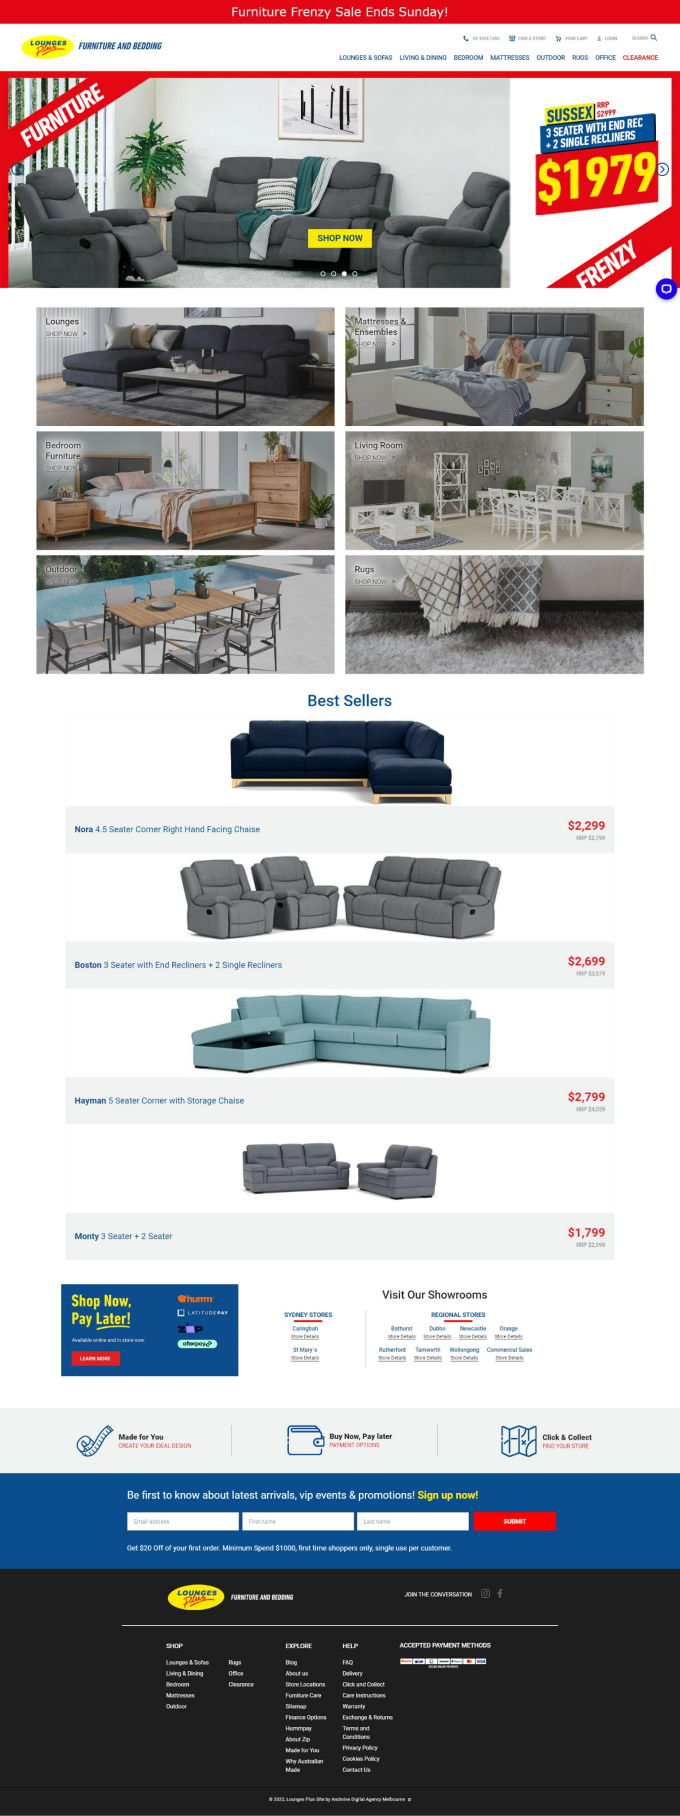 Furniture Frenzy Sale Ends Sunday!
LOUNGES
Plus
FURNITURE AND BEDDING
02 9524 1050
FIND A STORE
YOUR CART
LOGIN
SEARCH
LOUNGES & SOFAS
LIVING & DINING
BEDROOM
MATTRESSES
OUTDOOR
RUGS
OFFICE
CLEARANCE
FURNITURE
SUSSEX
RRP
$2999
3 SEATER WITH END REC
+ 2 SINGLE RECLINERS
$1979
SHOP NOW
FRENZY
Lounges
SHOP NOW >
Mattresses &
Ensembles
SHOP NOW >
Bedroom
Furniture
SHOP NOW >
Living Room
SHOP NOW >
Outdoor
SHOP NOW >
Rugs
SHOP NOW >
Best Sellers
Nora 4.5 Seater Corner Right Hand Facing Chaise
$2,299
RRP $2,799
Boston 3 Seater with End Recliners + 2 Single Recliners
$2,699
RRP $3,579
Hayman 5 Seater Corner with Storage Chaise
$2,799
RRP $4,059
Monty 3 Seater + 2 Seater
$1,799
RRP $2,999
Shop Now,
Pay Later!
Available online and in store now.
LEARN MORE
humm
LATITUDEPAY
ZIP
afterpay
Visit Our Showrooms
SYDNEY STORES
Caringbah
Store Details
St Mary's
Store Details
REGIONAL STORES
Bathurst
Dubbo
Newcastle
Orange
Store Details
Store Details
Store Details
Store Details
Rutherford
Tamworth
Wollongong
Commercial Sales
Store Details
Store Details
Store Details
Store Details
Made for You
CREATE YOUR IDEAL DESIGN
Buy Now, Pay later
PAYMENT OPTIONS
Click & Collect
FIND YOUR STORE
Be first to know about latest arrivals, vip events & promotions! Sign up now!
Email address
First name
Last name
SUBMIT
Get $20 Off of your first order. Minimum Spend $1000, first time shoppers only, single use per customer.
LOUNGES
Plus
FURNITURE AND BEDDING
JOIN THE CONVERSATION
SHOP
Lounges & Sofas
Living & Dining
Bedroom
Mattresses
Outdoor
Rugs
Office
Clearance
EXPLORE
Blog
About us
Store Locations
Furniture Care
Sitemap
Finance Options
Hummpay
About Zip
Made for You
Why Australian
Made
HELP
FAQ
Delivery
Click and Collect
Care Instructions
Warranty
Exchange & Returns
Terms and
Conditions
Privacy Policy
Cookies Policy
Contact Us
ACCEPTED PAYMENT METHODS
VISA
© 2022, Lounges Plus Site by Andmine Digital Agency Melbourne